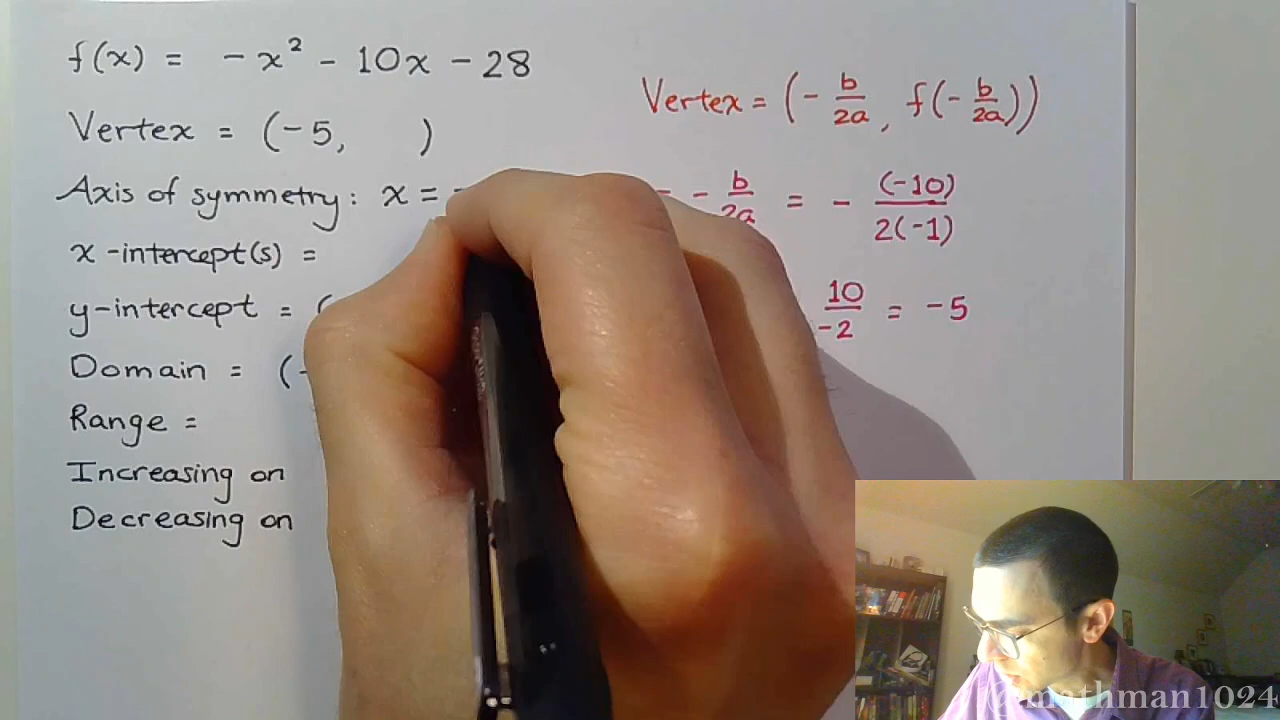 f(x) = -x² - 10x - 28
Vertex = (-5, )
Axis of symmetry: x = -
x-intercept(s) =
y-intercept = (
Domain = (-
Range =
Increasing on
Decreasing on
Vertex = (- b/2a, f(- b/2a))
= - b/2a = - (-10)/2(-1)
10/-2 = -5
@mathman1024